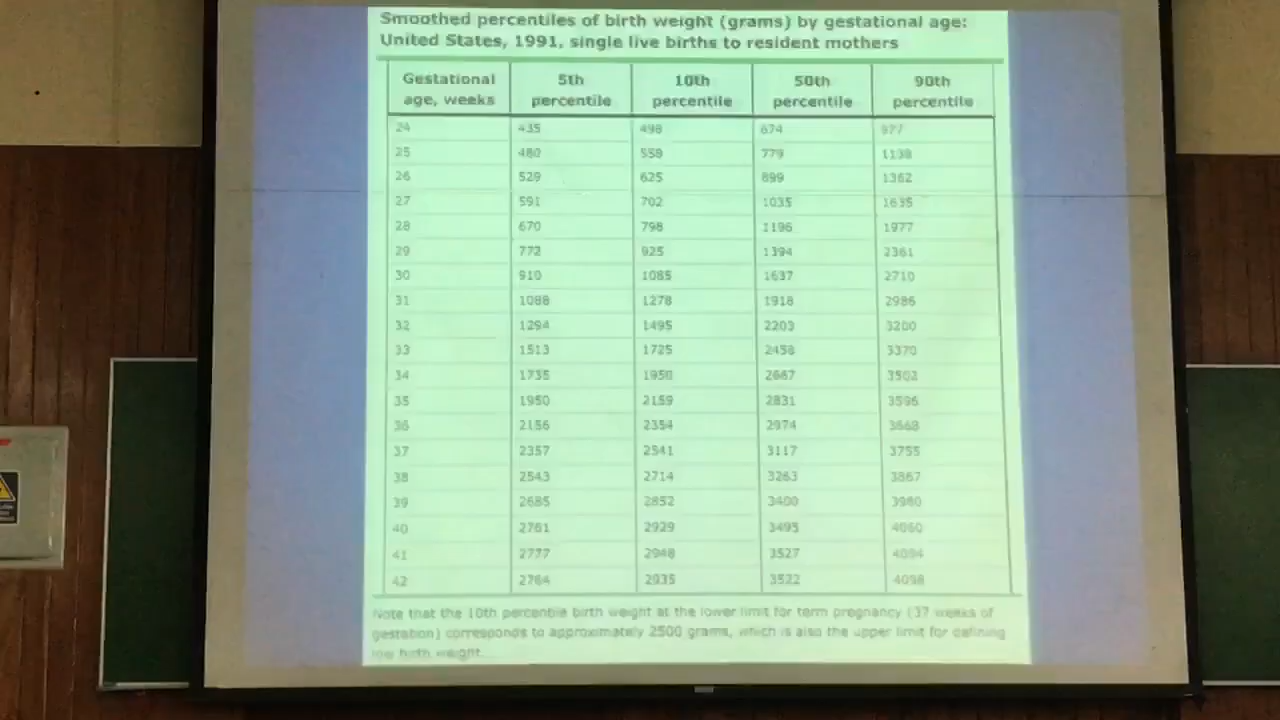 Smoothed percentiles of birth weight (grams) by gestational age:
United States, 1991, single live births to resident mothers
Gestational age, weeks 5th percentile 10th percentile 50th percentile 90th percentile
24 435 498 674 977
25 480 558 779 1138
26 529 625 899 1362
27 591 702 1035 1635
28 670 798 1196 1977
29 772 925 1394 2361
30 910 1085 1637 2710
31 1088 1278 1918 2986
32 1294 1495 2203 3200
33 1513 1725 2458 3370
34 1735 1950 2667 3502
35 1950 2159 2831 3596
36 2156 2354 2974 3668
37 2357 2541 3117 3755
38 2543 2714 3263 3867
39 2685 2852 3400 3980
40 2761 2929 3495 4060
41 2777 2948 3527 4094
42 2764 2935 3522 4098
Note that the 10th percentile birth weight at the lower limit for term pregnancy (37 weeks of
gestation) corresponds to approximately 2500 grams, which is also the upper limit for defining
low birth weight.